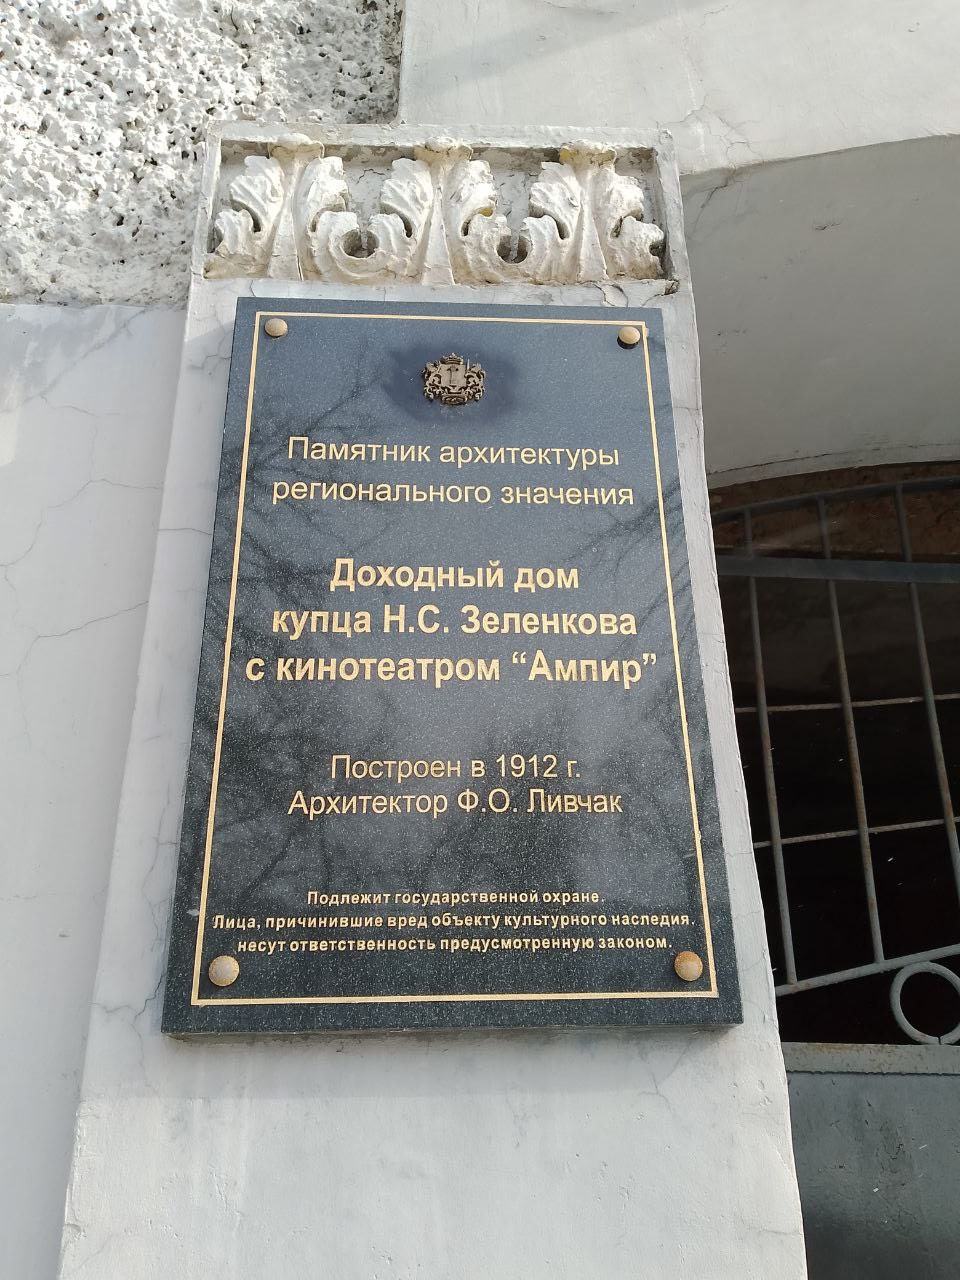 Памятник архитектуры
регионального значения
Доходный дом
купца Н.С. Зеленкова
с кинотеатром “Ампир”
Построен в 1912 г.
Архитектор Ф.О. Ливчак
Подлежит государственной охране.
Лица, причинившие вред объекту культурного наследия.
несут ответственность предусмотренную законом.